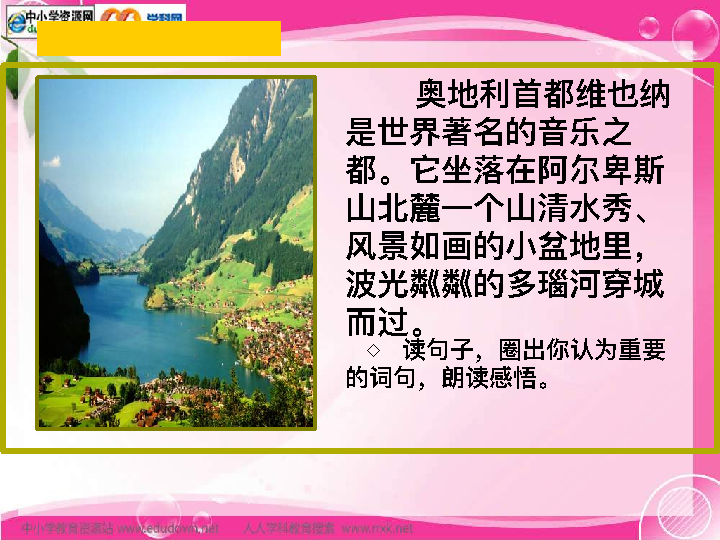 中小学资源网
学科网
奥地利首都维也纳
是世界著名的音乐之
都。它坐落在阿尔卑斯
山北麓一个山清水秀、
风景如画的小盆地里，
波光粼粼的多瑙河穿城
而过。
◇ 读句子，圈出你认为重要
的词句，朗读感悟。
中小学教育资源站 www.edudown.net 人人学科教育搜索 www.rrxk.net